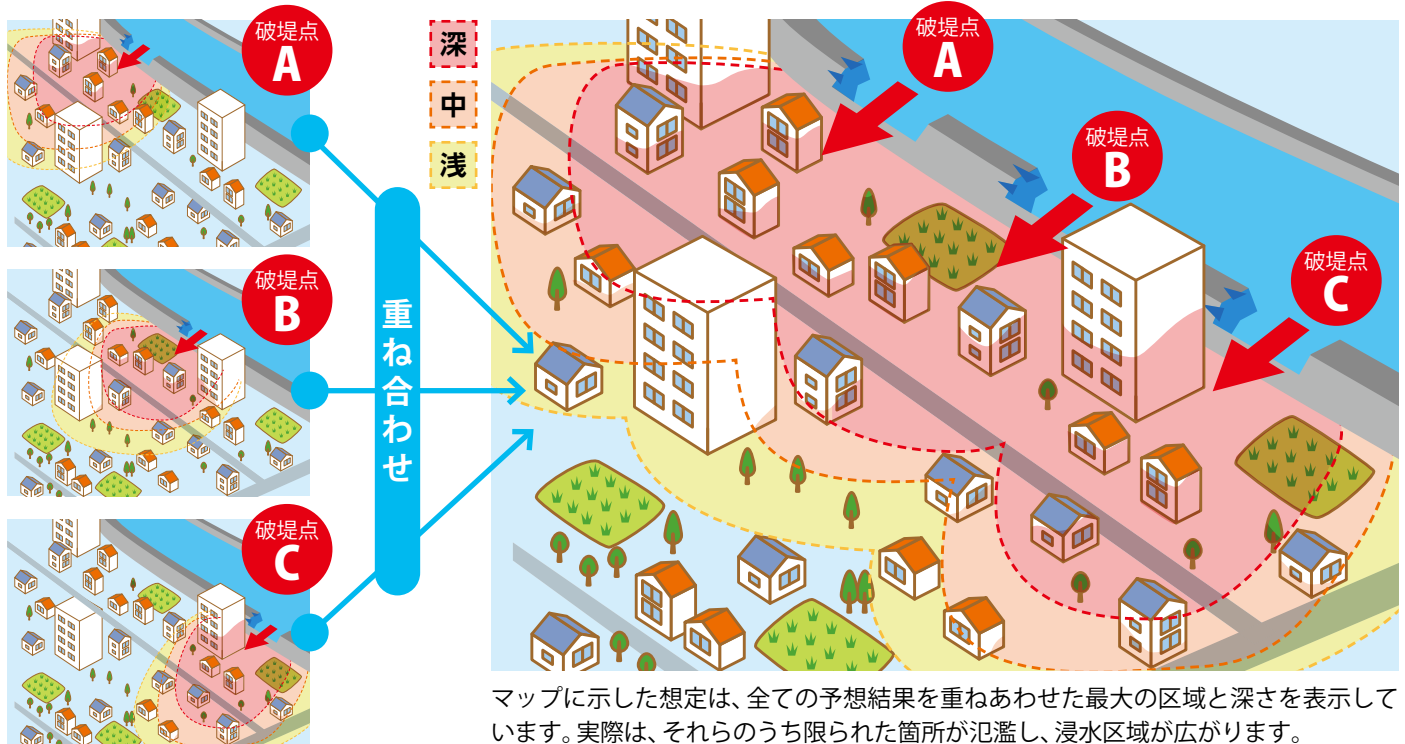 破堤点
A
破堤点
B
破堤点
C
重ね合わせ
深
中
浅
破堤点
A
破堤点
B
破堤点
C
マップに示した想定は、全ての予想結果を重ねあわせた最大の区域と深さを表示して
います。実際は、それらのうち限られた箇所が氾濫し、浸水区域が広がります。